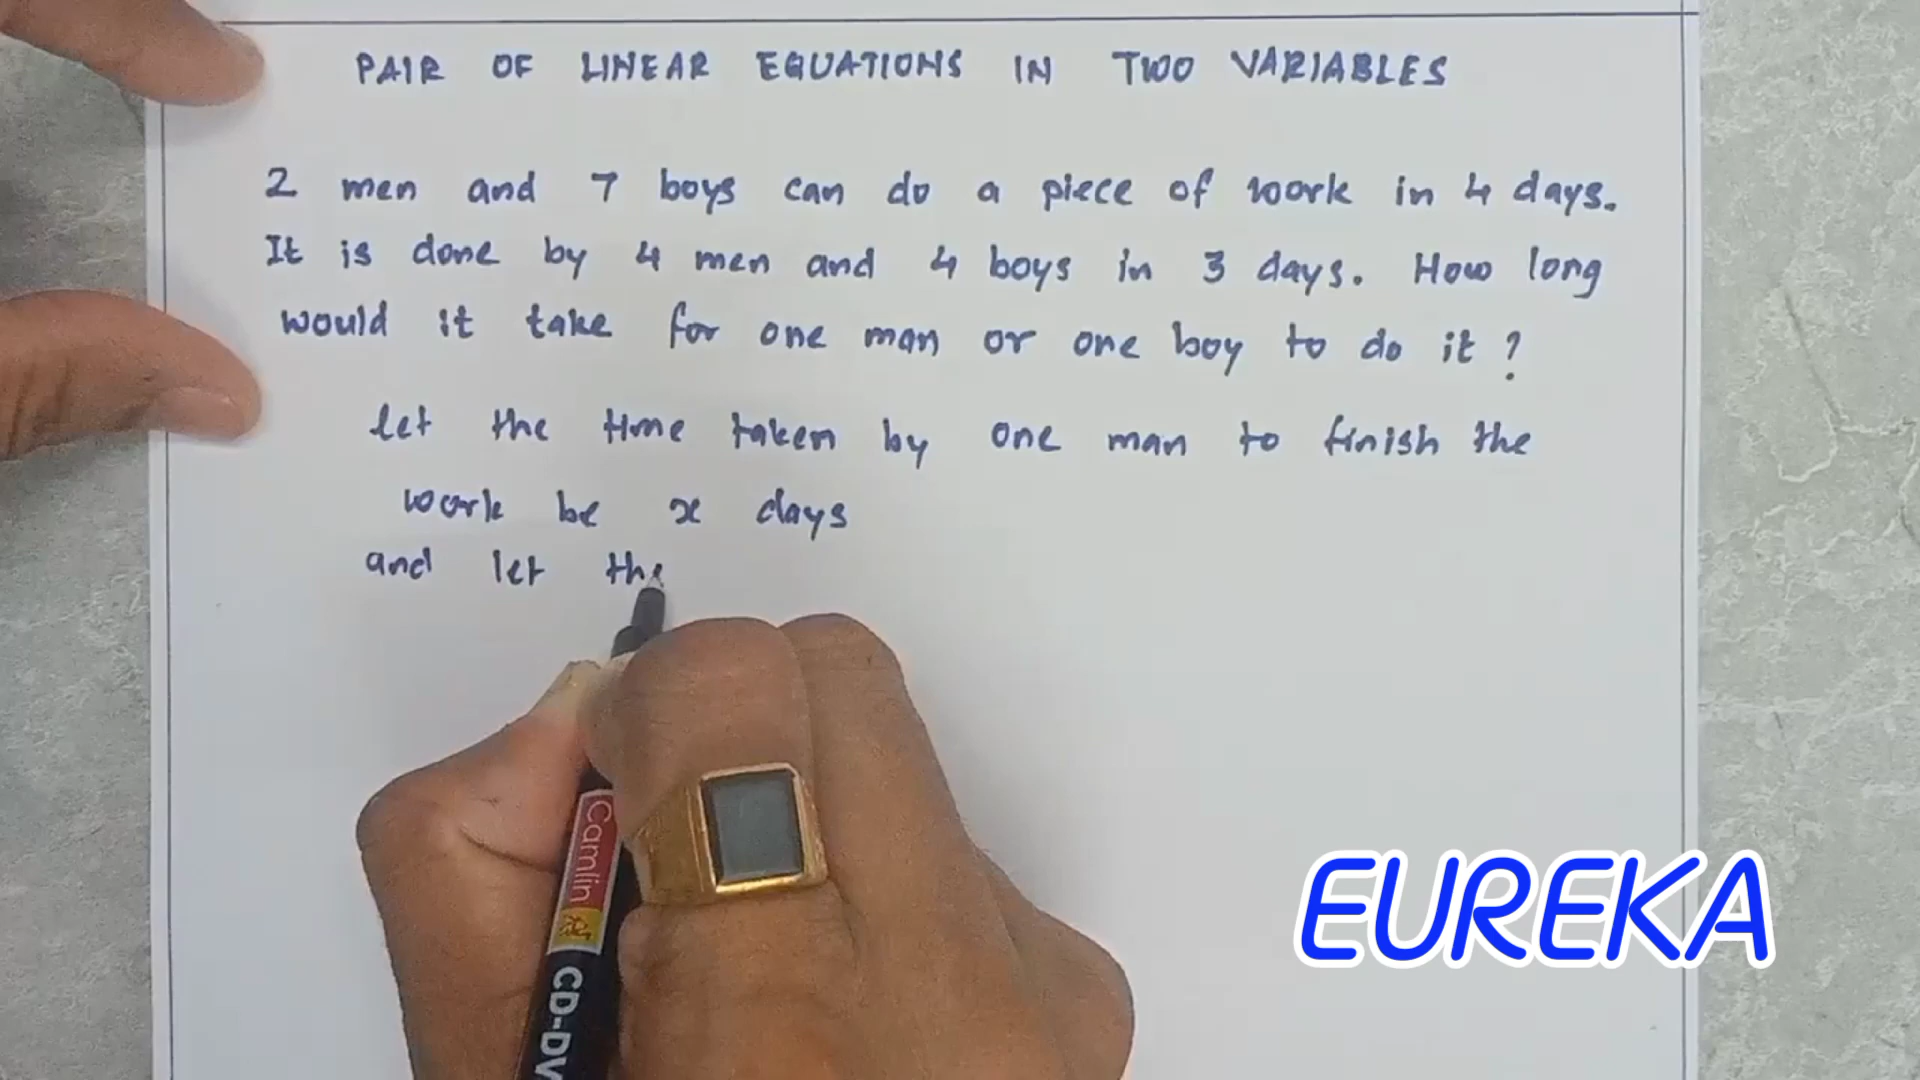 PAIR OF LINEAR EQUATIONS IN TWO VARIABLES
2 men and 7 boys can do a piece of work in 4 days.
It is done by 4 men and 4 boys in 3 days. How long
would it take for one man or one boy to do it?
let the time taken by one man to finish the
work be x days
and let the
Camlin
CD-DV
EUREKA